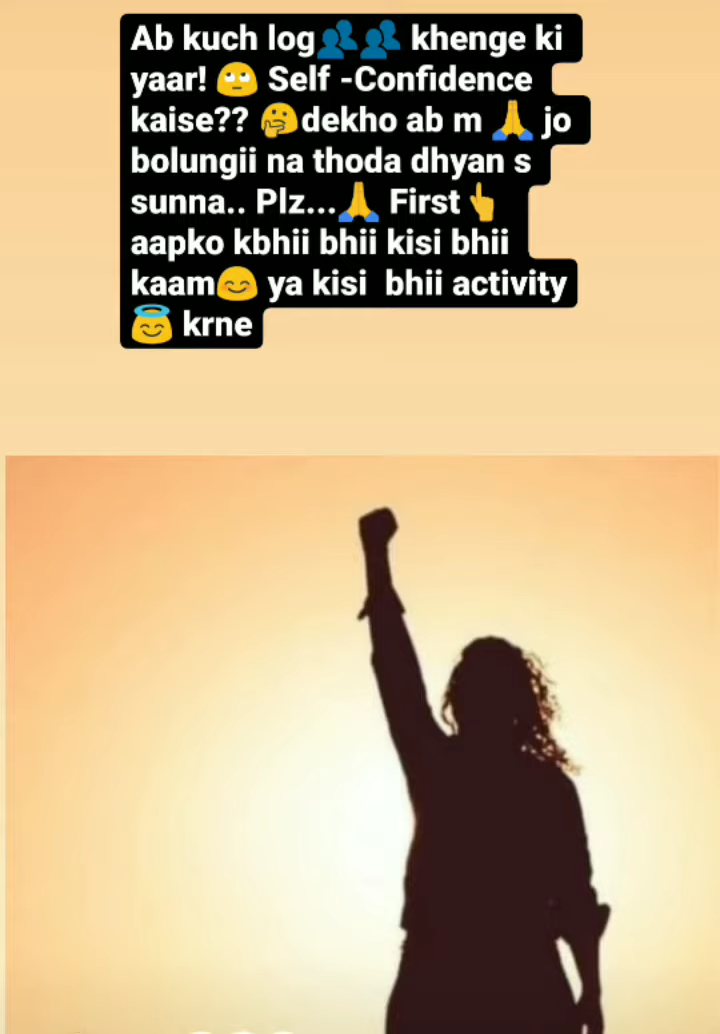 Ab kuch log👥👥 khenge ki
yaar! 🙄 Self -Confidence
kaise?? 🤔dekho ab m 🙏 jo
bolungii na thoda dhyan s
sunna.. Plz...🙏 First👆
aapko kbhii bhii kisi bhii
kaam😊 ya kisi bhii activity
😇 krne